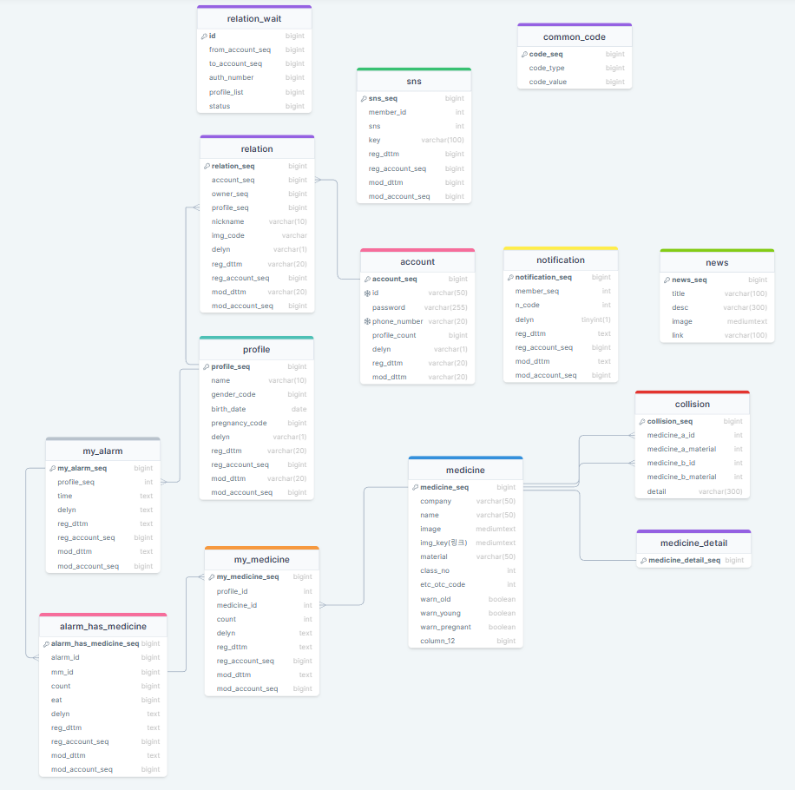 relation_wait
id bigint
from_account_seq bigint
to_account_seq bigint
auth_number bigint
profile_list bigint
status bigint
common_code
code_seq bigint
code_type bigint
code_value bigint
sns
sns_seq bigint
member_id int
sns int
key varchar(100)
reg_dttm bigint
reg_account_seq bigint
mod_dttm bigint
mod_account_seq bigint
relation
relation_seq bigint
account_seq bigint
owner_seq bigint
profile_seq bigint
nickname varchar(10)
img_code varchar
delyn varchar(1)
reg_dttm varchar(20)
reg_account_seq bigint
mod_dttm varchar(20)
mod_account_seq bigint
account
account_seq bigint
id varchar(50)
password varchar(255)
phone_number varchar(20)
profile_count bigint
delyn varchar(1)
reg_dttm varchar(20)
mod_dttm varchar(20)
notification
notification_seq bigint
member_seq int
n_code int
delyn tinyint(1)
reg_dttm text
reg_account_seq bigint
mod_dttm text
mod_account_seq bigint
news
news_seq bigint
title varchar(100)
desc varchar(300)
image mediumtext
link varchar(100)
profile
profile_seq bigint
name varchar(10)
gender_code bigint
birth_date date
pregnancy_code bigint
delyn varchar(1)
reg_dttm varchar(20)
reg_account_seq bigint
mod_dttm varchar(20)
mod_account_seq bigint
collision
collision_seq bigint
medicine_a_id int
medicine_a_material int
medicine_b_id int
medicine_b_material int
detail varchar(300)
my_alarm
my_alarm_seq bigint
profile_seq int
time text
delyn text
reg_dttm text
reg_account_seq bigint
mod_dttm text
mod_account_seq bigint
medicine
medicine_seq bigint
company varchar(50)
name varchar(50)
image mediumtext
img_key(링크) mediumtext
material varchar(50)
class_no int
etc_otc_code int
warn_old boolean
warn_young boolean
warn_pregnant boolean
column_12 bigint
medicine_detail
medicine_detail_seq bigint
my_medicine
my_medicine_seq bigint
profile_id int
medicine_id int
count int
delyn text
reg_dttm text
reg_account_seq bigint
mod_dttm text
mod_account_seq bigint
alarm_has_medicine
alarm_has_medicine_seq bigint
alarm_id bigint
mm_id bigint
count bigint
eat bigint
delyn text
reg_dttm text
reg_account_seq bigint
mod_dttm text
mod_account_seq bigint